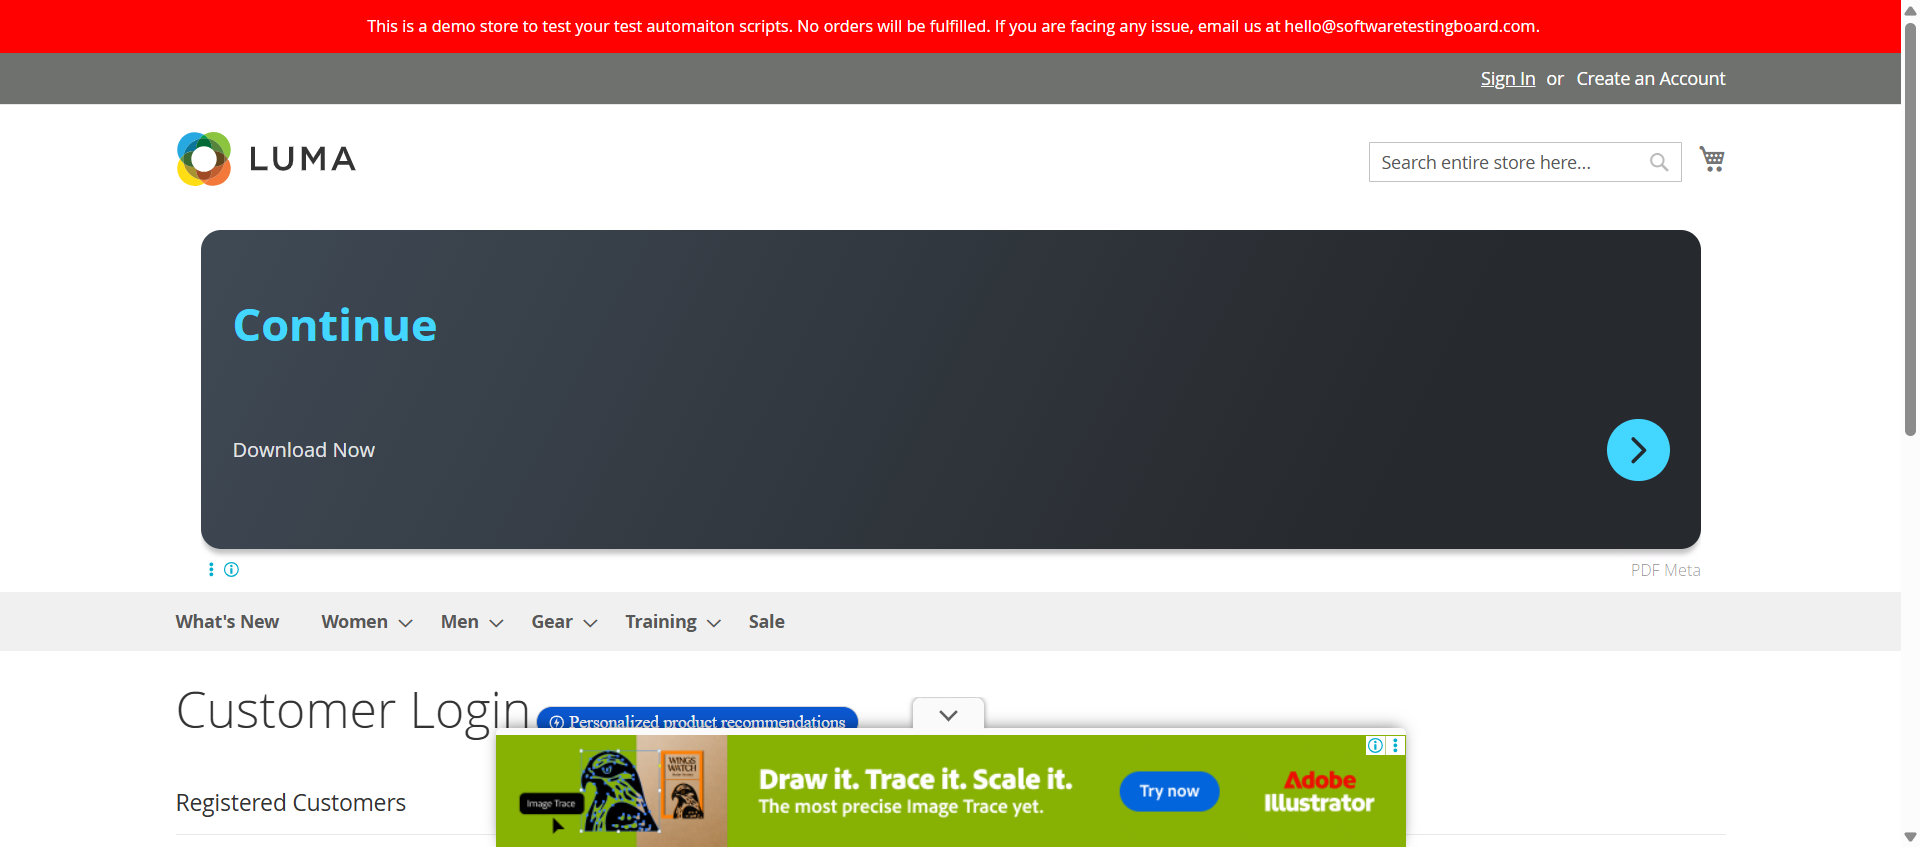 This is a demo store to test your test automaiton scripts. No orders will be fulfilled. If you are facing any issue, email us at hello@softwaretestingboard.com.
Sign In or Create an Account
LUMA
Search entire store here...
Continue
Download Now
PDF Meta
What's New Women Men Gear Training Sale
Customer Login
Personalized product recommendations
Registered Customers
Image Trace
WINGS
WATCH
Draw it. Trace it. Scale it.
The most precise Image Trace yet.
Try now
Adobe
Illustrator